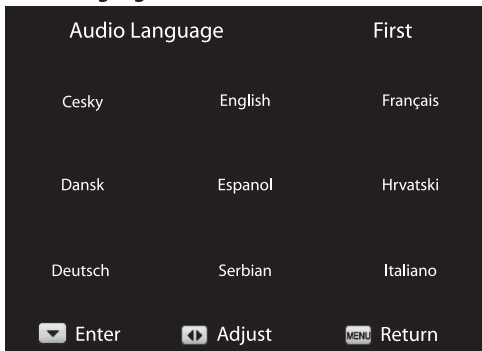 Audio Language First
Cesky English Français
Dansk Espanol Hrvatski
Deutsch Serbian Italiano
Enter Adjust MENU Return